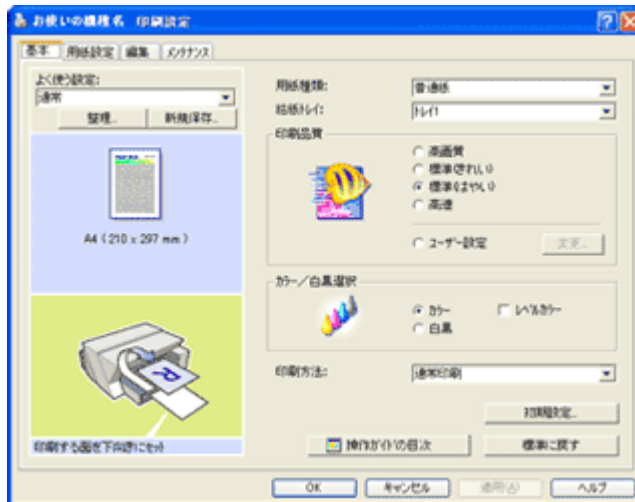 お使いの機種名 印刷設定
基本 用紙設定 編集 メンテナンス
よく使う設定:
通常
整理... 新規保存...
A4 (210 x 297 mm)
印刷する面を下向きにセット
用紙種類: 普通紙
給紙トレイ: トレイ1
印刷品質
高画質
標準(きれい)
標準(はやい)
高速
ユーザー設定 変更...
カラー/白黒選択
カラー レベルカラー
白黒
印刷方法: 通常印刷
初期設定...
操作ガイドの目次 標準に戻す
OK キャンセル 適用(A) ヘルプ